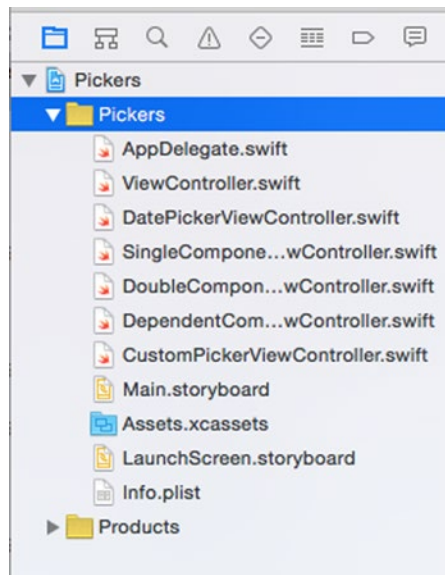 Pickers
Pickers
AppDelegate.swift
ViewController.swift
DatePickerViewController.swift
SingleCompone...wController.swift
DoubleCompon...wController.swift
DependentCom...wController.swift
CustomPickerViewController.swift
Main.storyboard
Assets.xcassets
LaunchScreen.storyboard
Info.plist
Products